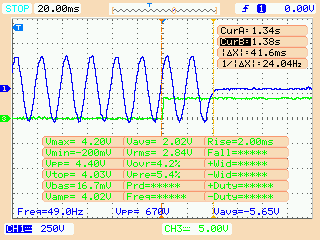 STOP 20.00ms T f 1 0.00V
T
CurA=1.34s
CurB=1.38s
|ΔX|=41.6ms
1/|ΔX|=24.04Hz
1
3
Vmax= 4.20V Vavg= 2.02V Rise=2.00ms
Vmin=-200mV Vrms= 2.84V Fall=*****
Vpp= 4.40V Vovr=4.2% +Wid=*****
Vtop= 4.03V Vpre=5.4% -Wid=*****
Vbas=16.7mV Prd=***** +Duty=*****
Vamp= 4.02V Freq=***** -Duty=*****
Freq=49.0Hz Vpp= 670V Vavg=-5.65V
CH1 250V CH3 5.00V